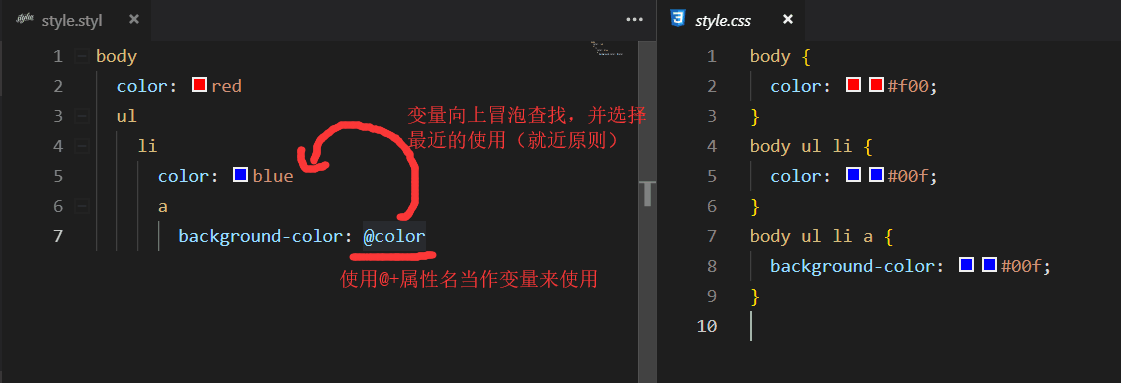 style.styl ×
style.css ×
1 body
2 color: red
3 ul
4 li
5 color: blue
6 a
7 background-color: @color
变量向上冒泡查找，并选择
最近的使用（就近原则）
使用@+属性名当作变量来使用
1 body {
2 color: #f00;
3 }
4 body ul li {
5 color: #00f;
6 }
7 body ul li a {
8 background-color: #00f;
9 }
10